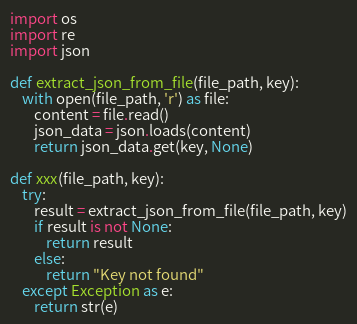 import os
import re
import json

def extract_json_from_file(file_path, key):
    with open(file_path, 'r') as file:
        content = file.read()
        json_data = json.loads(content)
        return json_data.get(key, None)

def xxx(file_path, key):
    try:
        result = extract_json_from_file(file_path, key)
        if result is not None:
            return result
        else:
            return "Key not found"
    except Exception as e:
        return str(e)